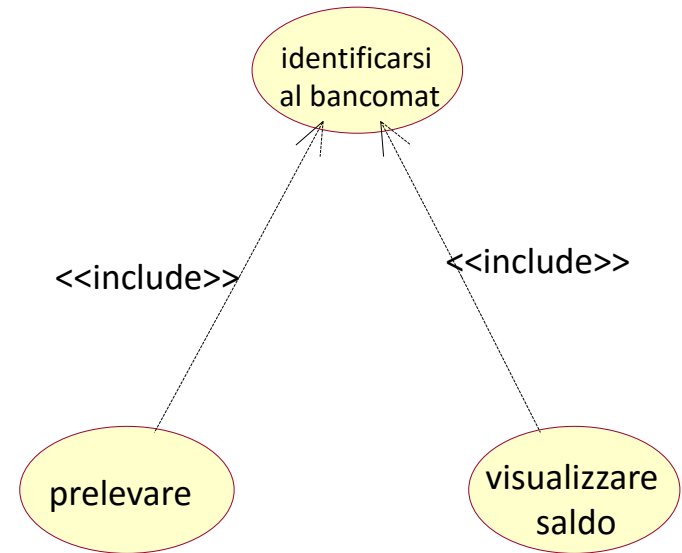 identificarsi
al bancomat
<<include>>
<<include>>
prelevare
visualizzare
saldo